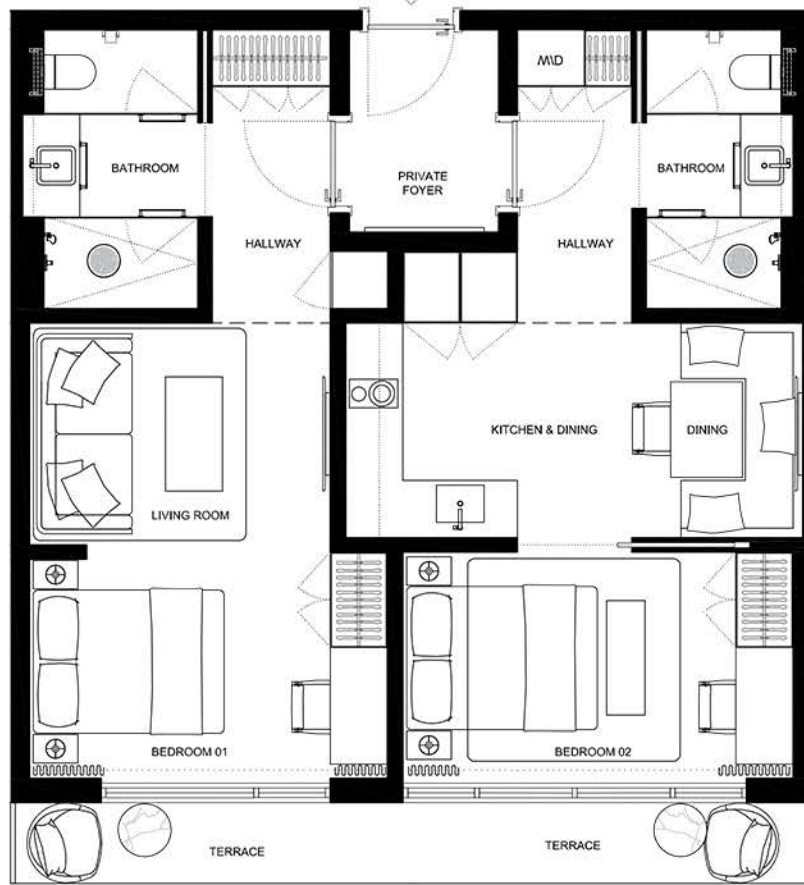 M\D
BATHROOM
PRIVATE
FOYER
BATHROOM
HALLWAY
HALLWAY
KITCHEN & DINING
DINING
LIVING ROOM
BEDROOM 01
BEDROOM 02
TERRACE
TERRACE